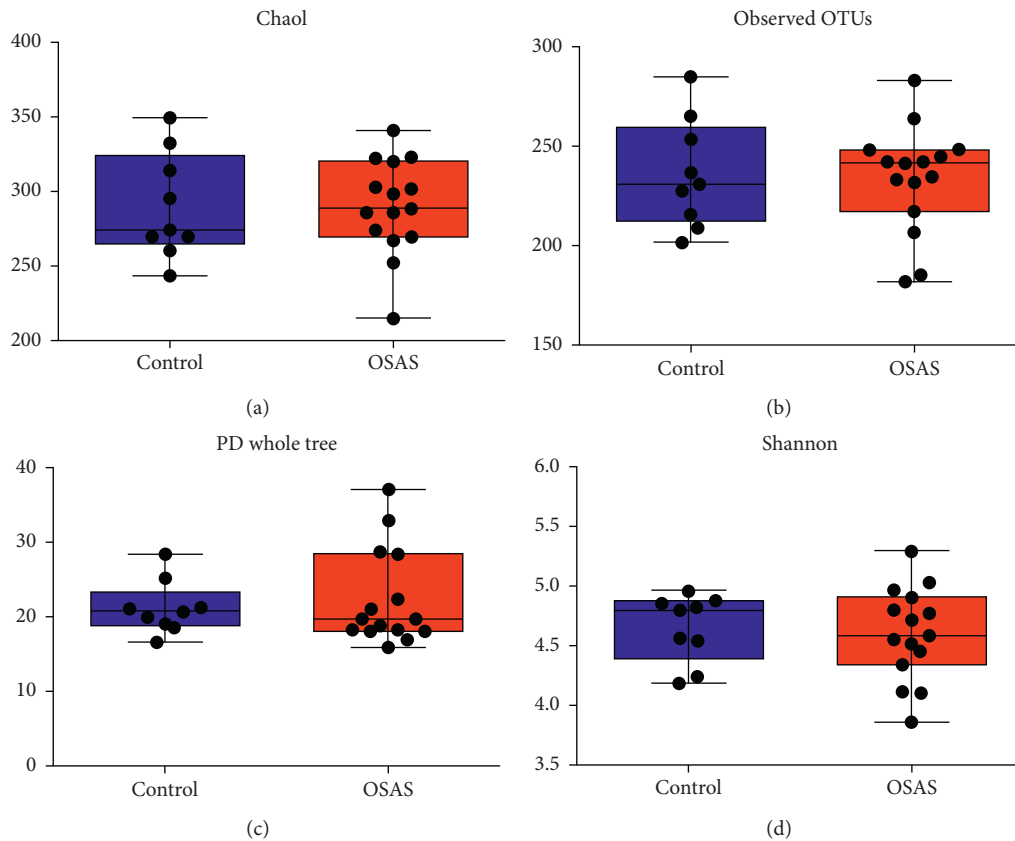 Chaol
400
350
300
250
200
Control
OSAS
(a)
Observed OTUs
300
250
200
150
Control
OSAS
(b)
PD whole tree
40
30
20
10
0
Control
OSAS
(c)
Shannon
6.0
5.5
5.0
4.5
4.0
3.5
Control
OSAS
(d)